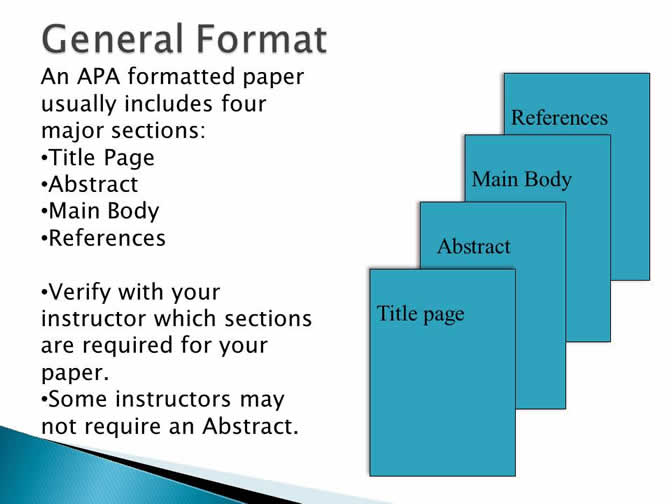 General Format
An APA formatted paper
usually includes four
major sections:
•Title Page
•Abstract
•Main Body
•References
•Verify with your
instructor which sections
are required for your
paper.
•Some instructors may
not require an Abstract.
References
Main Body
Abstract
Title page